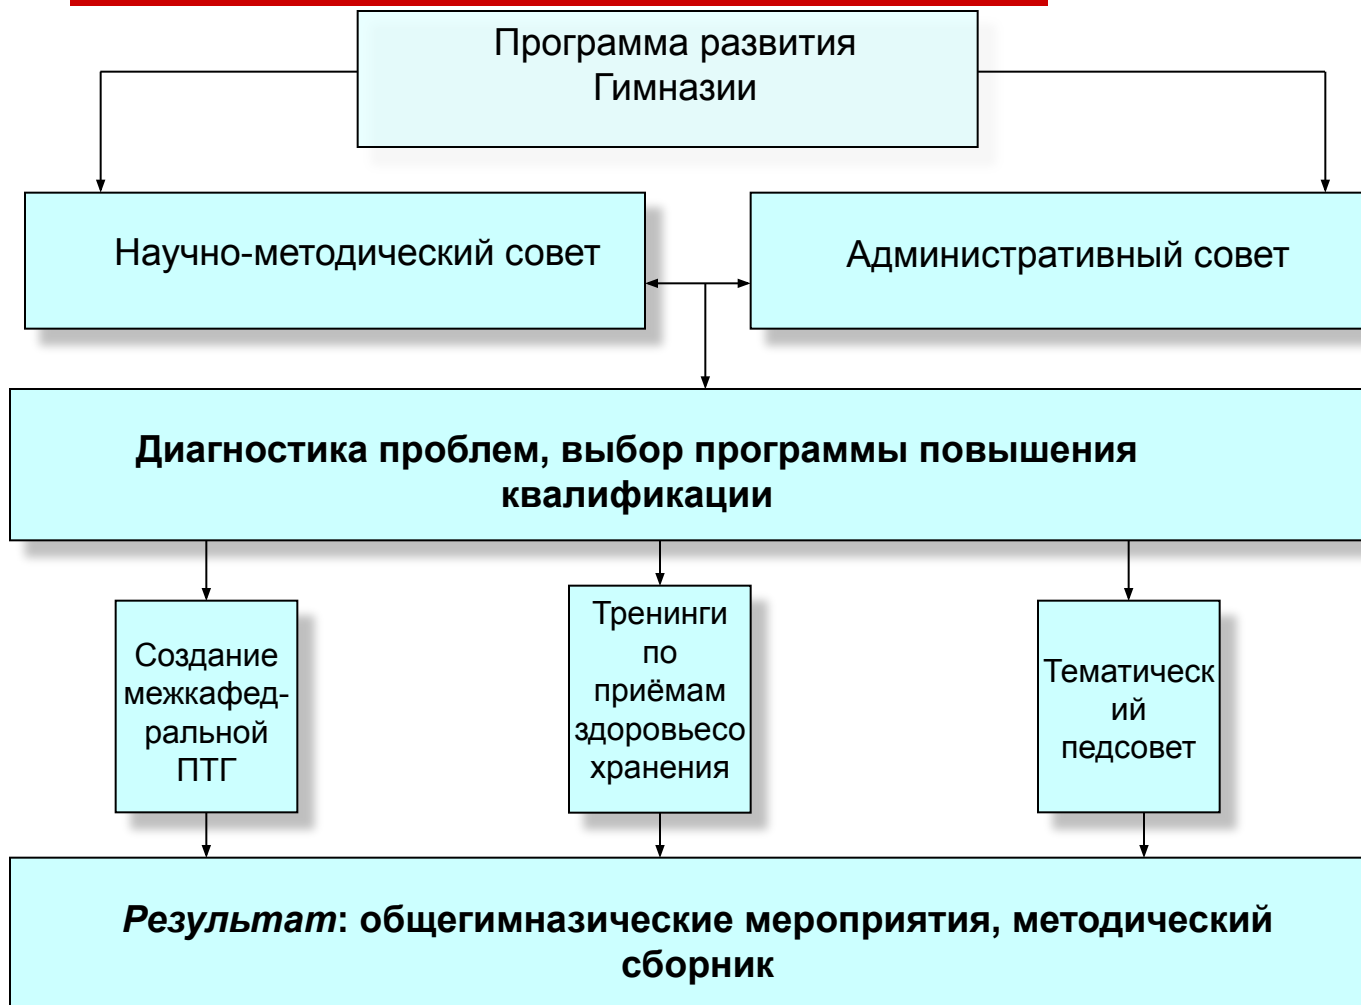 Программа развития
Гимназии
Научно-методический совет
Административный совет
Диагностика проблем, выбор программы повышения
квалификации
Создание
межкафед-
ральной
ПТГ
Тренинги
по
приёмам
здоровьесо
хранения
Тематическ
ий
педсовет
Результат: общегимназические мероприятия, методический
сборник